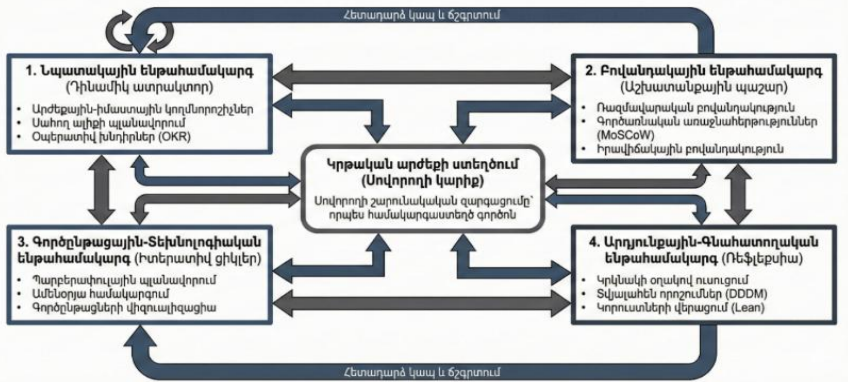 Հետադարձ կապ և ճշգրտում
1. Նպատակային ենթահամակարգ
(Դինամիկ ատրակտոր)
• Արժեքային-իմաստային կողմնորոշիչներ
• Սահող ալիքի պլանավորում
• Օպերատիվ խնդիրներ (OKR)
2. Բովանդակային ենթահամակարգ
(Աշխատանքային պաշար)
• Ռազմավարական բովանդակություն
• Գործառնական առաջնահերթություններ
(MoSCoW)
• Իրավիճակային բովանդակություն
Կրթական արժեքի ստեղծում
(Սովորողի կարիք)
Սովորողի շարունակական զարգացումը՝
որպես համակարգաստեղծ գործոն
3. Գործընթացային-Տեխնոլոգիական
ենթահամակարգ (Իտերատիվ ցիկլեր)
• Պարբերափուլային պլանավորում
• Ամենօրյա համակարգում
• Գործընթացների վիզուալիզացիա
4. Արդյունքային-Գնահատողական
ենթահամակարգ (Ռեֆլեքսիա)
• Կրկնակի օղակով ուսուցում
• Տվյալահեն որոշումներ (DDDM)
• Կորուստների վերացում (Lean)
Հետադարձ կապ և ճշգրտում